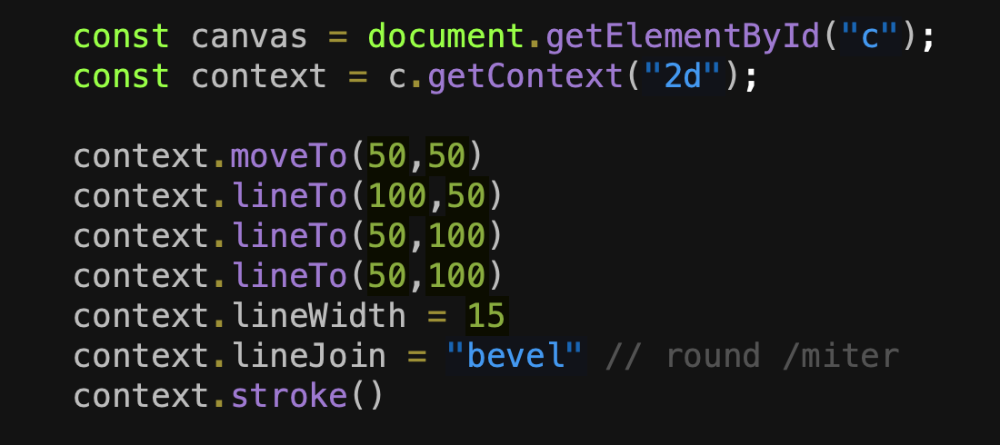 const canvas = document.getElementById("c");
const context = c.getContext("2d");
context.moveTo(50,50)
context.lineTo(100,50)
context.lineTo(50,100)
context.lineTo(50,100)
context.lineWidth = 15
context.lineJoin = "bevel" // round /miter
context.stroke()